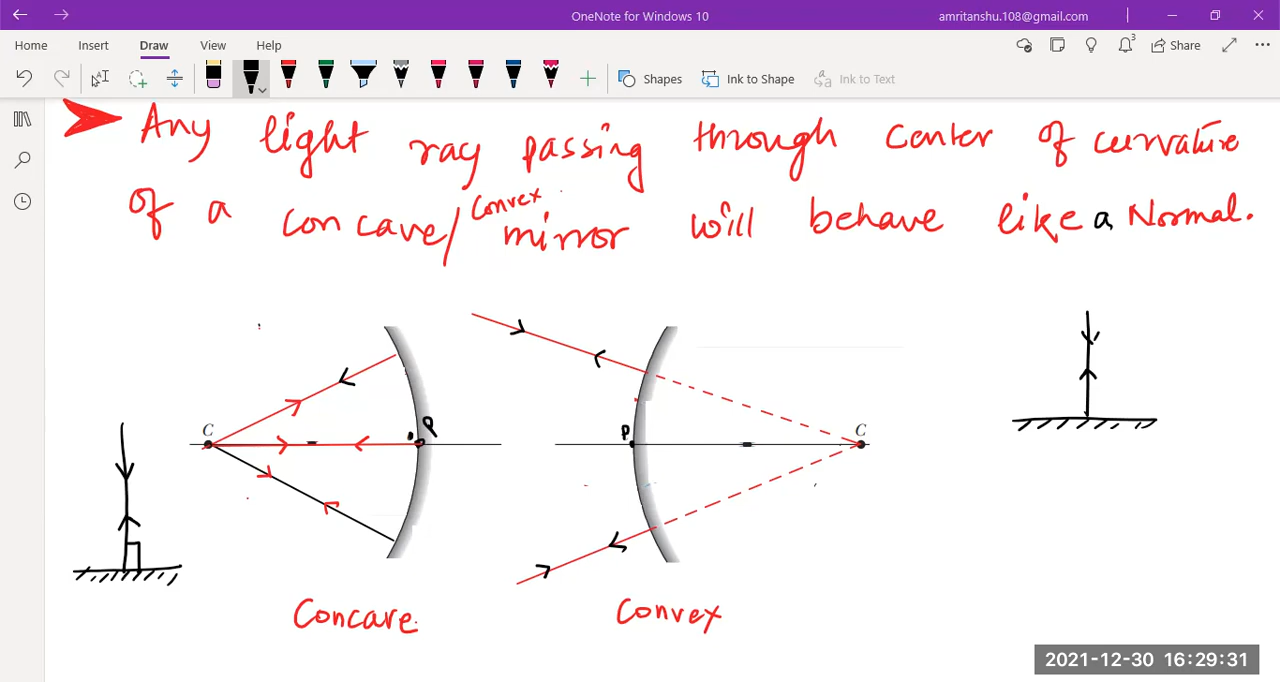 OneNote for Windows 10
amritanshu.108@gmail.com
Home Insert Draw View Help
3 Share
Shapes Ink to Shape Ink to Text
Any light ray passing through center of curvature
of a concave/convex mirror will behave like a Normal.
C P
P C
Concave
Convex
2021-12-30 16:29:31